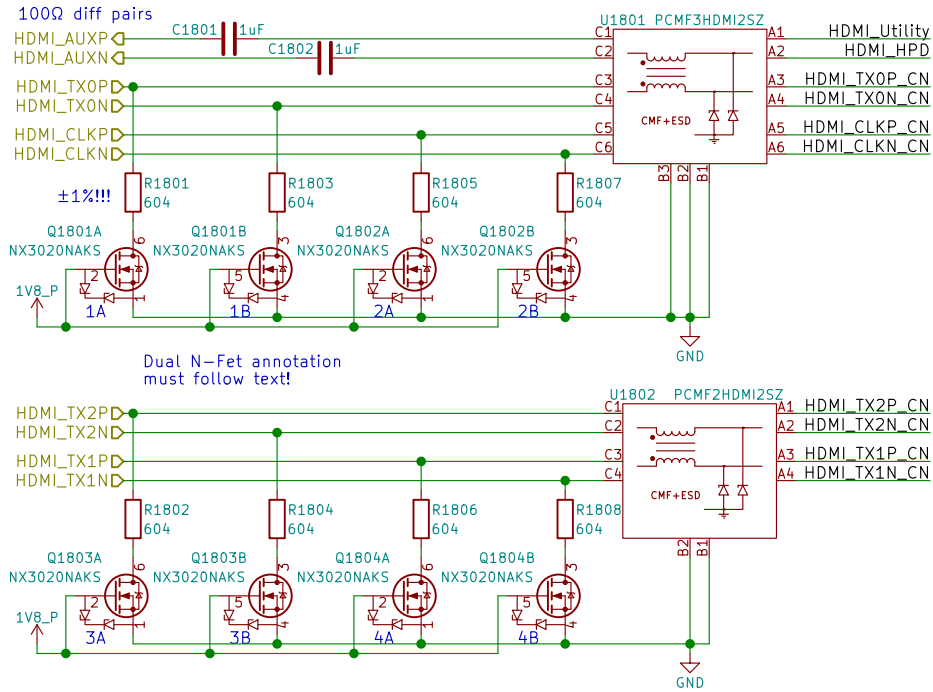 100Ω diff pairs
HDMI_AUXP
C1801
1uF
U1801 PCMF3HDMI2SZ
C1
A1
HDMI_Utility
HDMI_AUXN
C1802
1uF
C2
A2
HDMI_HPD
HDMI_TX0P
C3
A3
HDMI_TX0P_CN
HDMI_TX0N
C4
A4
HDMI_TX0N_CN
CMF+ESD
HDMI_CLKP
C5
A5
HDMI_CLKP_CN
HDMI_CLKN
C6
A6
HDMI_CLKN_CN
B3
B2
B1
±1%!!!
R1801
604
R1803
604
R1805
604
R1807
604
Q1801A
NX3020NAKS
6
2
1
1A
Q1801B
NX3020NAKS
3
5
4
1B
Q1802A
NX3020NAKS
6
2
1
2A
Q1802B
NX3020NAKS
3
5
4
2B
1V8_P
GND
Dual N-Fet annotation
must follow text!
U1802 PCMF2HDMI2SZ
HDMI_TX2P
C1
A1
HDMI_TX2P_CN
HDMI_TX2N
C2
A2
HDMI_TX2N_CN
HDMI_TX1P
C3
A3
HDMI_TX1P_CN
HDMI_TX1N
C4
A4
HDMI_TX1N_CN
CMF+ESD
B2
B1
R1802
604
R1804
604
R1806
604
R1808
604
Q1803A
NX3020NAKS
6
2
1
3A
Q1803B
NX3020NAKS
3
5
4
3B
Q1804A
NX3020NAKS
6
2
1
4A
Q1804B
NX3020NAKS
3
5
4
4B
1V8_P
GND